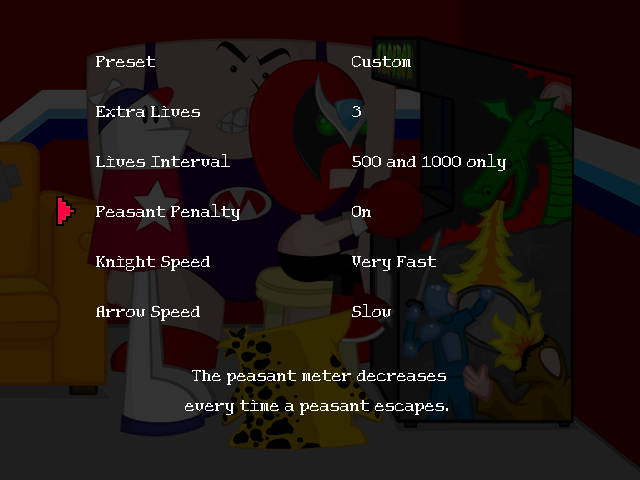 Preset Custom
Extra Lives 3
Lives Interval 500 and 1000 only
Peasant Penalty On
Knight Speed Very Fast
Arrow Speed Slow
The peasant meter decreases
every time a peasant escapes.